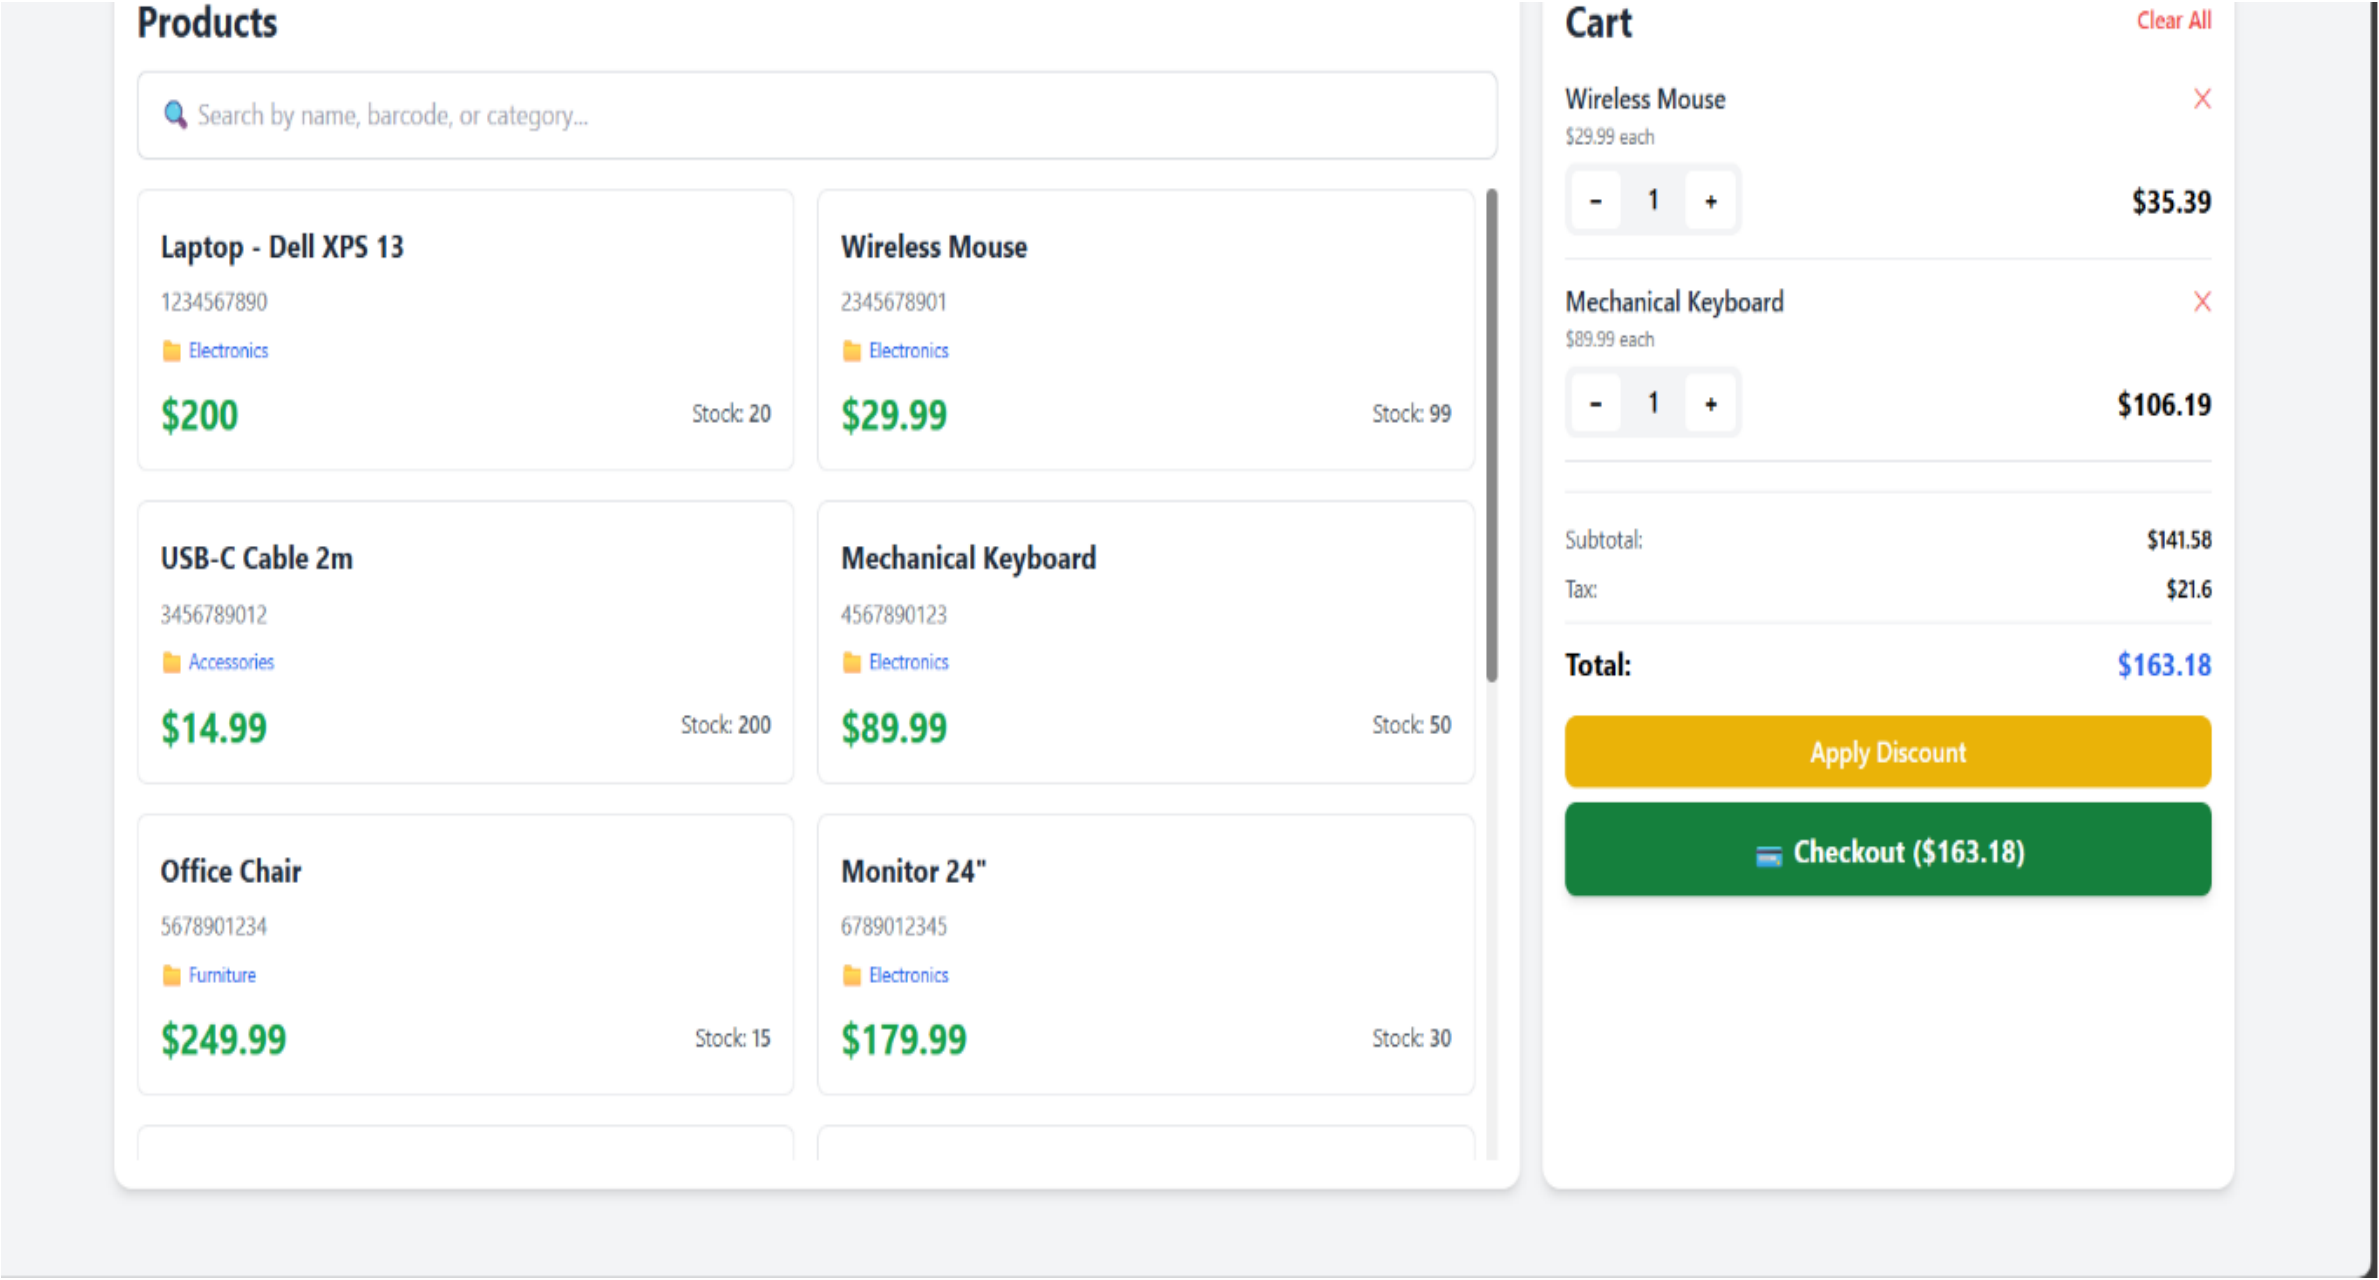 Products
Search by name, barcode, or category...
Laptop - Dell XPS 13
1234567890
Electronics
$200
Stock: 20
Wireless Mouse
2345678901
Electronics
$29.99
Stock: 99
USB-C Cable 2m
3456789012
Accessories
$14.99
Stock: 200
Mechanical Keyboard
4567890123
Electronics
$89.99
Stock: 50
Office Chair
5678901234
Furniture
$249.99
Stock: 15
Monitor 24"
6789012345
Electronics
$179.99
Stock: 30
Cart
Clear All
Wireless Mouse
$29.99 each
- 1 +
$35.39
Mechanical Keyboard
$89.99 each
- 1 +
$106.19
Subtotal: $141.58
Tax: $21.6
Total: $163.18
Apply Discount
Checkout ($163.18)